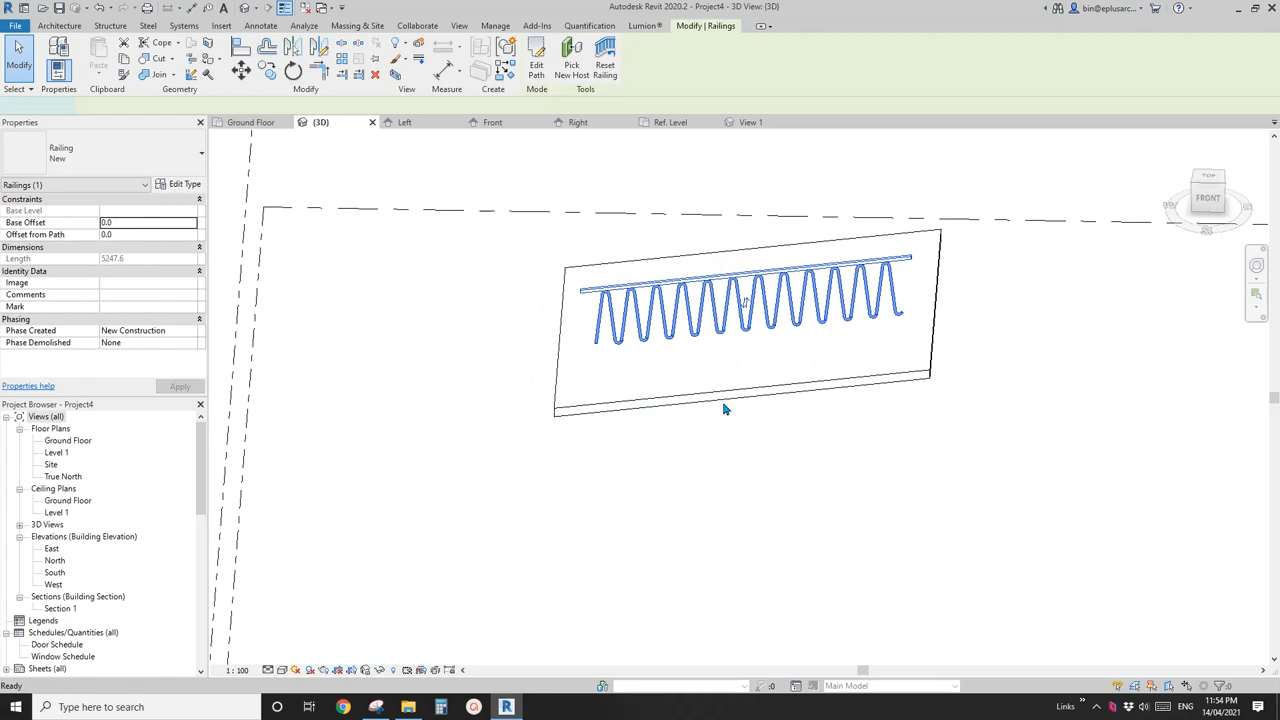 Autodesk Revit 2020.2 - Project4 - 3D View: {3D}
bin@eplusarc...
File Architecture Structure Steel Systems Insert Annotate Analyze Massing & Site Collaborate View Manage Add-Ins Quantification Lumion® Modify | Railings
Modify Paste Cope Cut Join Edit Path Pick New Host Reset Railing
Select Properties Clipboard Geometry Modify View Measure Create Mode Tools
Properties
Ground Floor {3D} Left Front Right Ref. Level View 1
Railing
New
Railings (1) Edit Type
Constraints
Base Level
Base Offset 0.0
Offset from Path 0.0
Dimensions
Length 5247.6
Identity Data
Image
Comments
Mark
Phasing
Phase Created New Construction
Phase Demolished None
Properties help Apply
TOP
FRONT
Project Browser - Project4
Views (all)
Floor Plans
Ground Floor
Level 1
Site
True North
Ceiling Plans
Ground Floor
Level 1
3D Views
Elevations (Building Elevation)
East
North
South
West
Sections (Building Section)
Section 1
Legends
Schedules/Quantities (all)
Door Schedule
Window Schedule
Sheets (all)
1 : 100
Ready :0 Main Model :0
Type here to search Links ENG 11:54 PM
14/04/2021